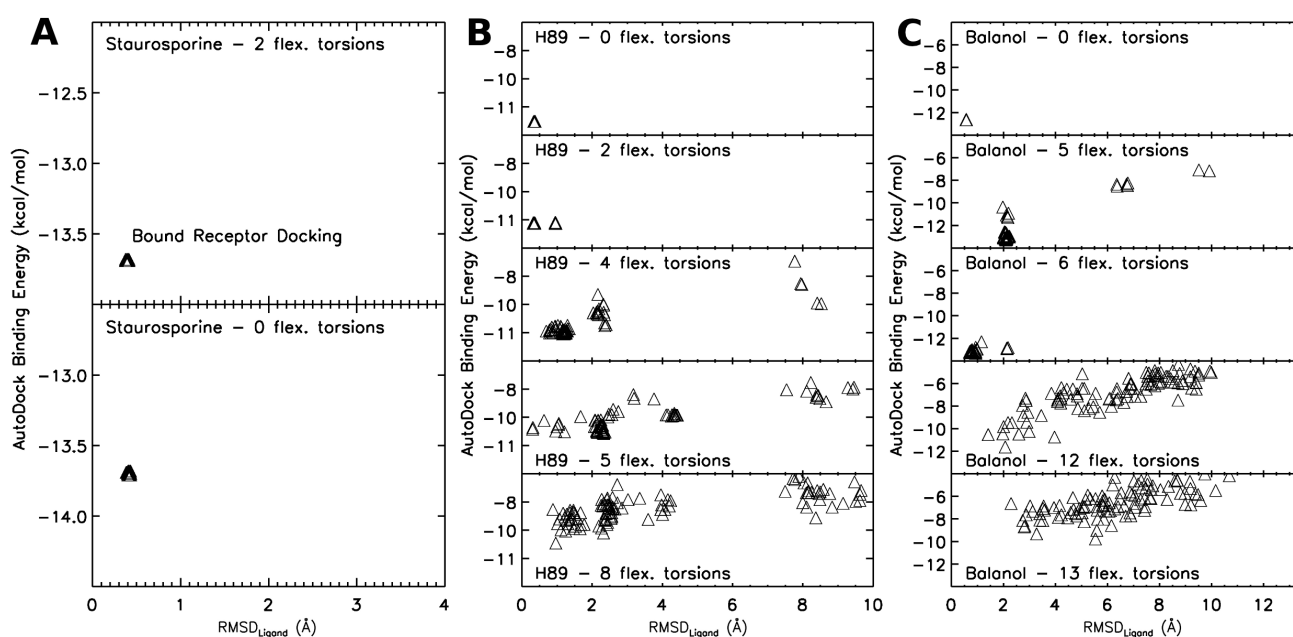 A
Staurosporine – 2 flex. torsions
−12.5
−13.0
−13.5
Bound Receptor Docking
Staurosporine – 0 flex. torsions
−13.0
−13.5
−14.0
AutoDock Binding Energy (kcal/mol)
0 1 2 3 4
RMSD_Ligand (Å)
B
H89 – 0 flex. torsions
−8
−10
−11
H89 – 2 flex. torsions
−8
−10
−11
H89 – 4 flex. torsions
−8
−10
−11
−8
−10
−11
H89 – 5 flex. torsions
−8
−10
−11
H89 – 8 flex. torsions
AutoDock Binding Energy (kcal/mol)
0 2 4 6 8 10
RMSD_Ligand (Å)
C
Balanol – 0 flex. torsions
−6
−8
−10
−12
Balanol – 5 flex. torsions
−6
−8
−10
−12
Balanol – 6 flex. torsions
−6
−8
−10
−12
−6
−8
−10
−12
Balanol – 12 flex. torsions
−6
−8
−10
Balanol – 13 flex. torsions
AutoDock Binding Energy (kcal/mol)
0 2 4 6 8 10 12
RMSD_Ligand (Å)